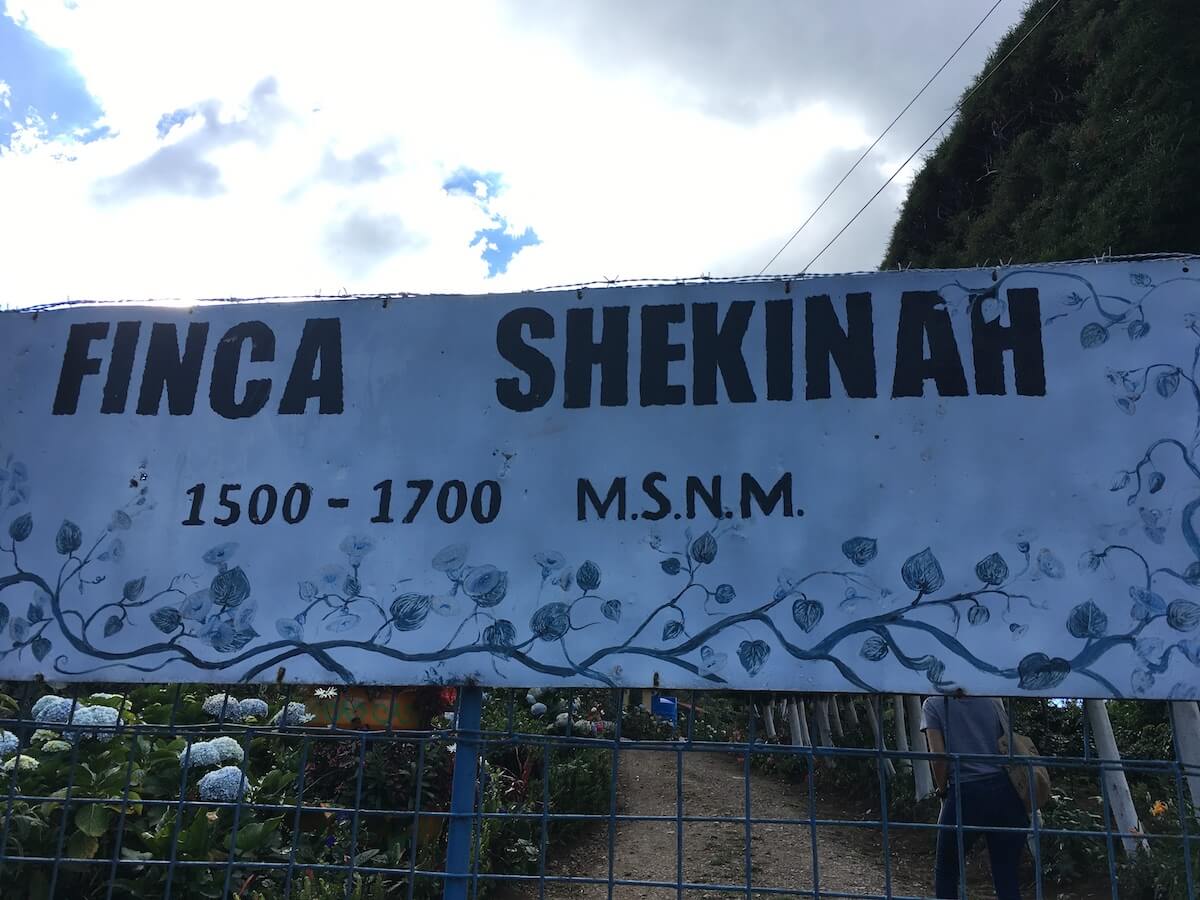 FINCA SHEKINAH
1500 - 1700 M.S.N.M.